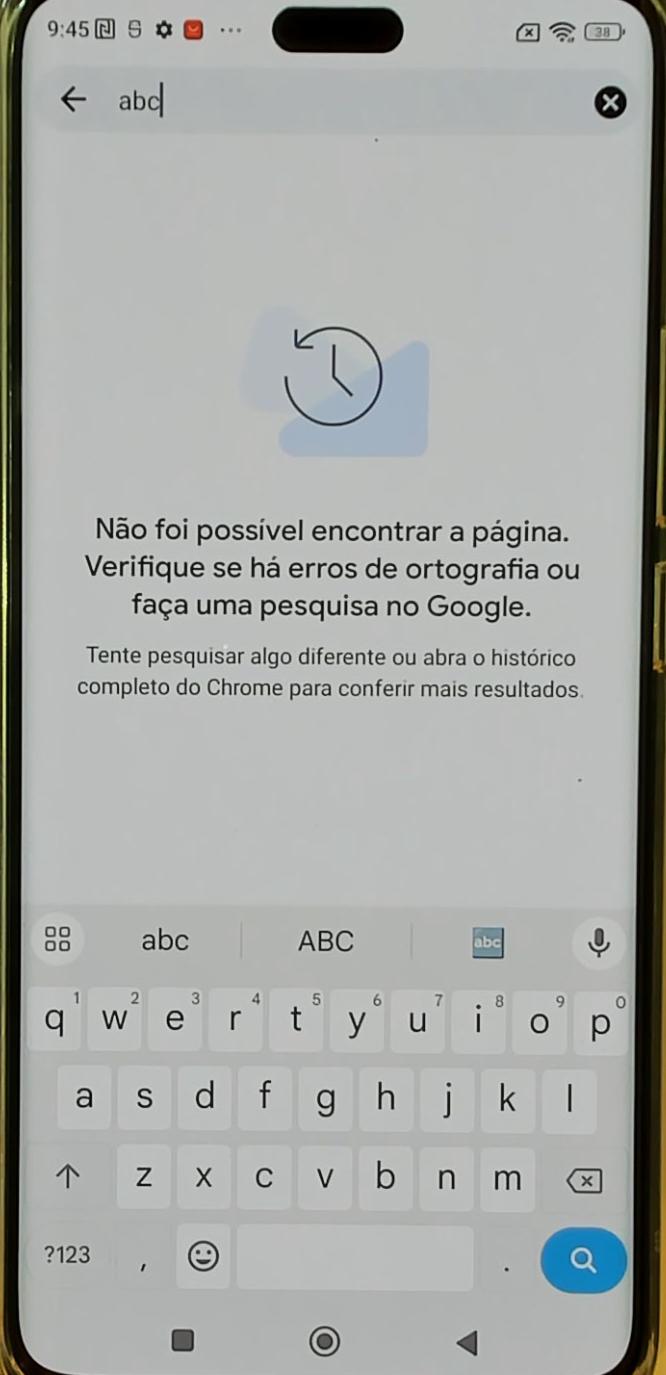 9:45 38
abc
Não foi possível encontrar a página.
Verifique se há erros de ortografia ou
faça uma pesquisa no Google.
Tente pesquisar algo diferente ou abra o histórico
completo do Chrome para conferir mais resultados.
abc ABC abc
1 2 3 4 5 6 7 8 9 0
q w e r t y u i o p
a s d f g h j k l
z x c v b n m
?123 , .